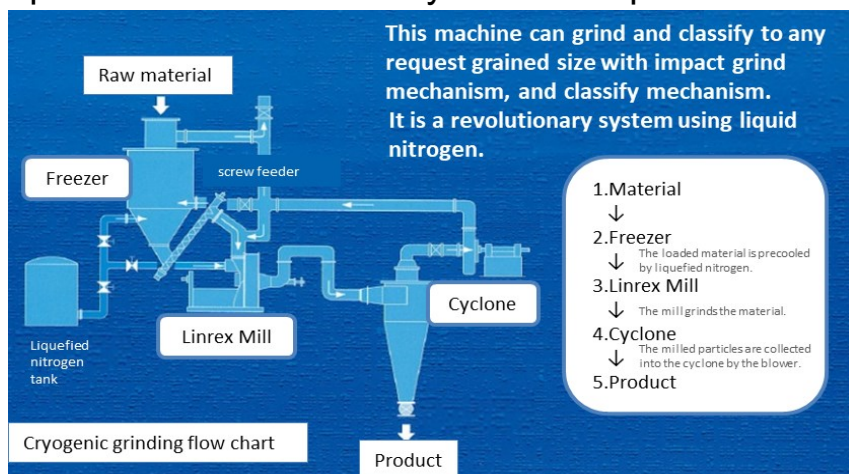 This machine can grind and classify to any
request grained size with impact grind
mechanism, and classify mechanism.
It is a revolutionary system using liquid
nitrogen.
Raw material
Freezer
screw feeder
Linrex Mill
Cyclone
Liquefied
nitrogen
tank
Cryogenic grinding flow chart
Product
1.Material
↓
2.Freezer
↓ The loaded material is precooled
by liquefied nitrogen.
3.Linrex Mill
↓ The mill grinds the material.
4.Cyclone
↓ The milled particles are collected
into the cyclone by the blower.
5.Product